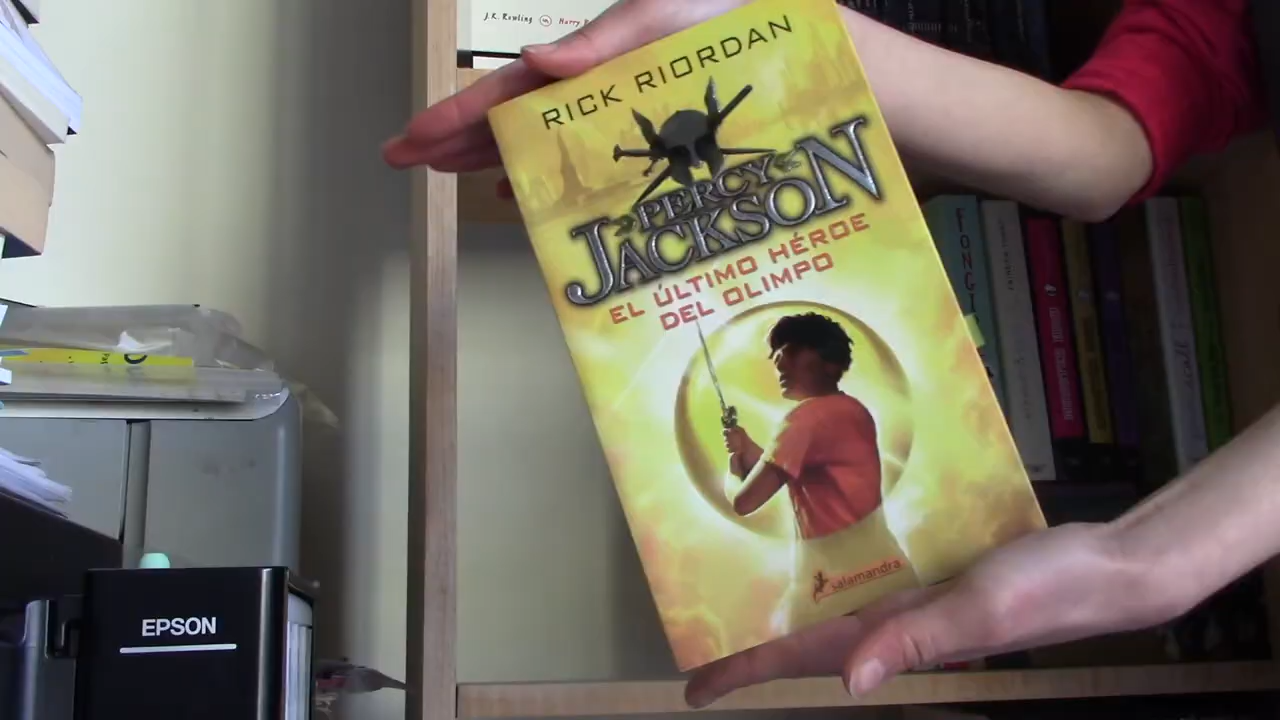 J.K. Rowling
Harry
RICK RIORDAN
PERCY
JACKSON
EL ÚLTIMO HÉROE
DEL OLIMPO
salamandra
EPSON